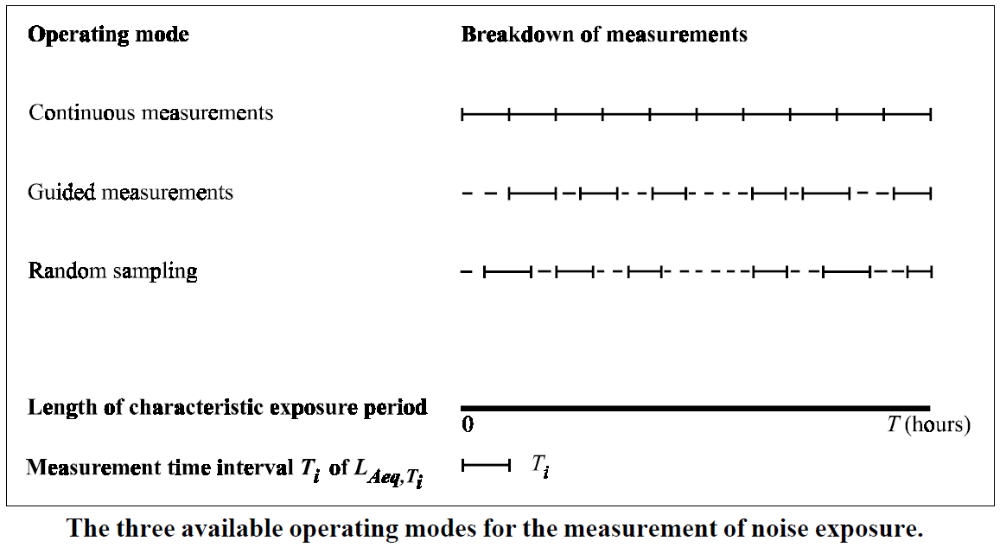 Operating mode Breakdown of measurements
Continuous measurements
Guided measurements
Random sampling
Length of characteristic exposure period
0 T (hours)
Measurement time interval Ti of LAeq,Ti Ti
The three available operating modes for the measurement of noise exposure.